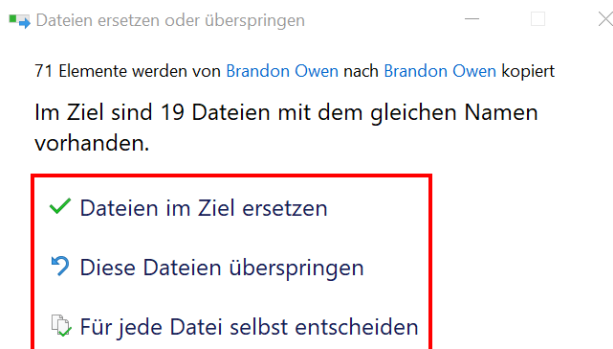 Dateien ersetzen oder überspringen
71 Elemente werden von Brandon Owen nach Brandon Owen kopiert
Im Ziel sind 19 Dateien mit dem gleichen Namen
vorhanden.
Dateien im Ziel ersetzen
Diese Dateien überspringen
Für jede Datei selbst entscheiden